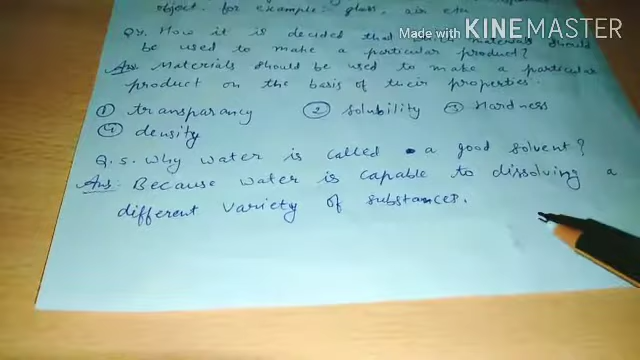 object. for example:- glass, air etc
Made with KINEMASTER
Q4. How it is decided that material should
be used to make a particular product?
Ans. Materials should be used to make a particular
product on the basis of their properties.
① transparancy ② solubility ③ Hardness
④ density
Q.5. Why water is called a good solvent?
Ans:- Because water is capable to dissolving a
different variety of substances.